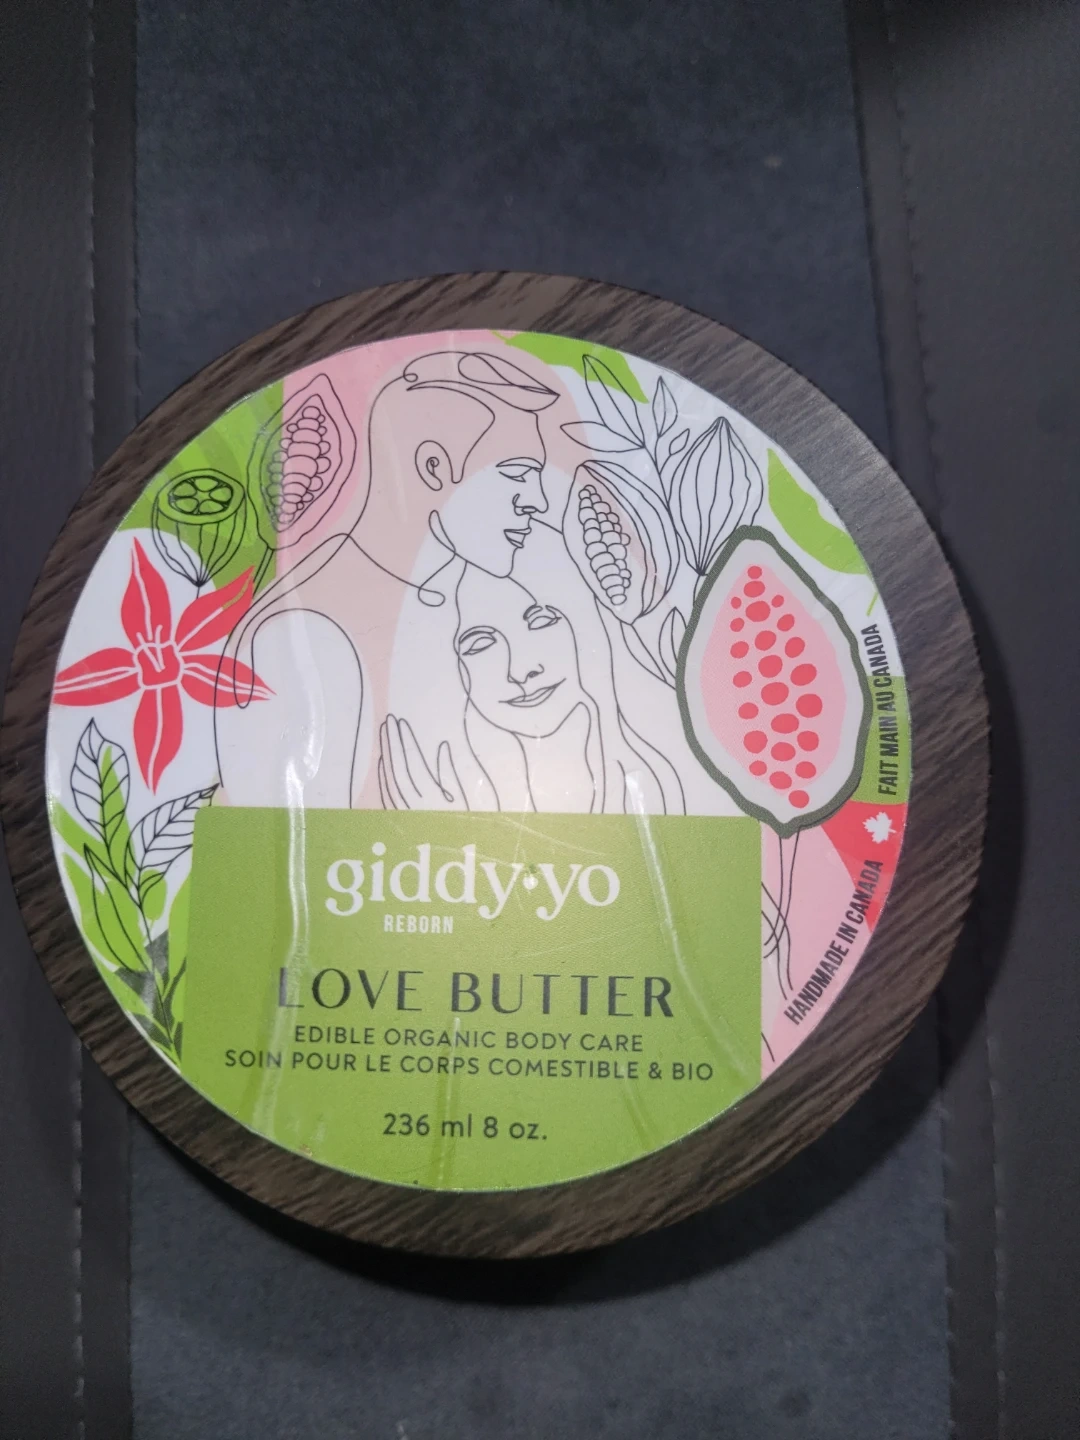 FAIT MAIN AU CANADA
HANDMADE IN CANADA
giddy·yo
REBORN
LOVE BUTTER
EDIBLE ORGANIC BODY CARE
SOIN POUR LE CORPS COMESTIBLE & BIO
236 ml 8 oz.